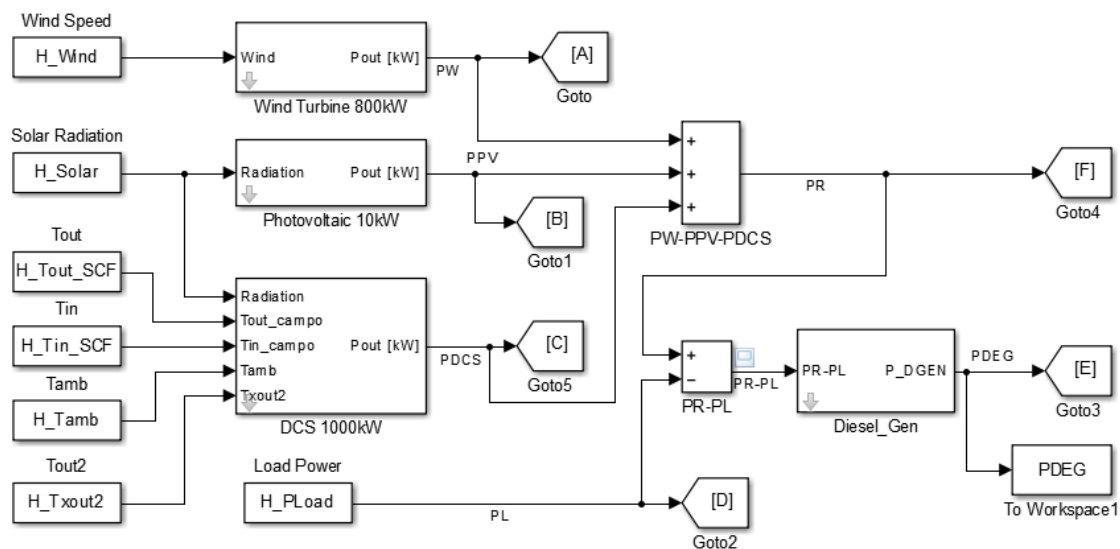 Wind Speed
H_Wind
Wind
Pout [kW]
Wind Turbine 800kW
PW
[A]
Goto
Solar Radiation
H_Solar
Radiation
Pout [kW]
Photovoltaic 10kW
PPV
[B]
Goto1
+
+
+
PW-PPV-PDCS
PR
[F]
Goto4
Tout
H_Tout_SCF
Tin
H_Tin_SCF
Tamb
H_Tamb
Tout2
H_Txout2
Radiation
Tout_campo
Tin_campo
Tamb
Txout2
Pout [kW]
DCS 1000kW
PDCS
[C]
Goto5
Load Power
H_PLoad
PL
[D]
Goto2
+
−
PR-PL
PR-PL
PR-PL
P_DGEN
Diesel_Gen
PDEG
[E]
Goto3
PDEG
To Workspace1